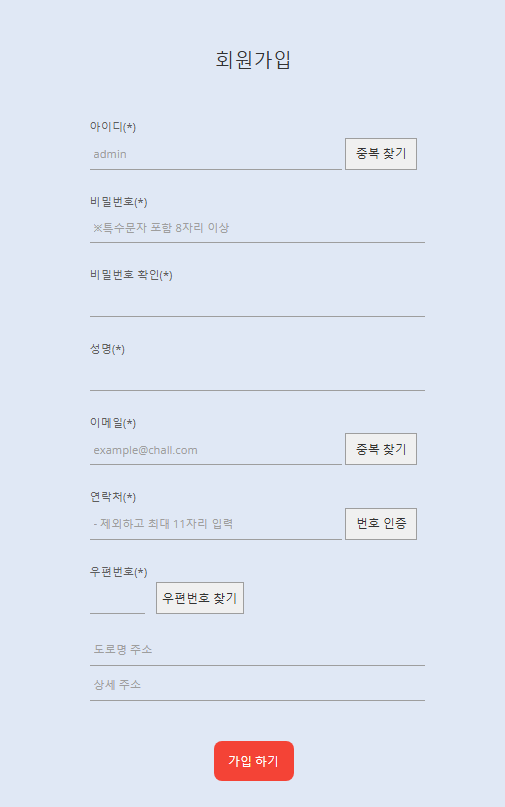 회원가입
아이디(*)
admin 중복 찾기
비밀번호(*)
※특수문자 포함 8자리 이상
비밀번호 확인(*)
성명(*)
이메일(*)
example@chall.com 중복 찾기
연락처(*)
- 제외하고 최대 11자리 입력 번호 인증
우편번호(*)
우편번호 찾기
도로명 주소
상세 주소
가입 하기